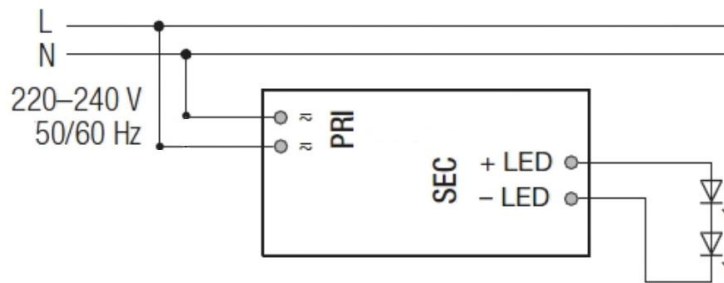 L
N
220–240 V
50/60 Hz
≈ PRI
≈
SEC
+ LED
– LED